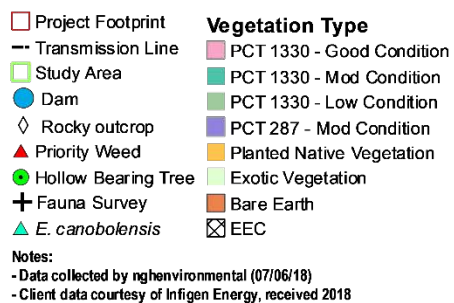 Project Footprint
Transmission Line
Study Area
Dam
Rocky outcrop
Priority Weed
Hollow Bearing Tree
Fauna Survey
E. canobolensis
Vegetation Type
PCT 1330 - Good Condition
PCT 1330 - Mod Condition
PCT 1330 - Low Condition
PCT 287 - Mod Condition
Planted Native Vegetation
Exotic Vegetation
Bare Earth
EEC
Notes:
- Data collected by nghenvironmental (07/06/18)
- Client data courtesy of Infigen Energy, received 2018